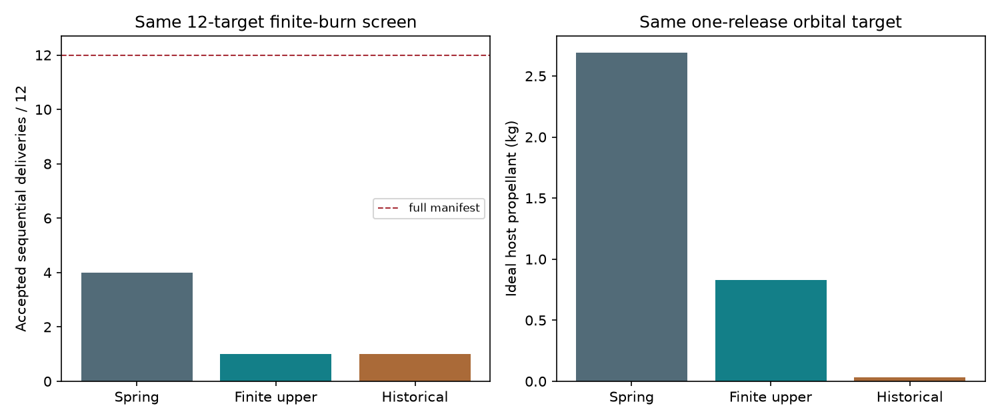 Same 12-target finite-burn screen
Accepted sequential deliveries / 12
12
10
8
6
4
2
0
full manifest
Spring
Finite upper
Historical
Same one-release orbital target
Ideal host propellant (kg)
2.5
2.0
1.5
1.0
0.5
0.0
Spring
Finite upper
Historical